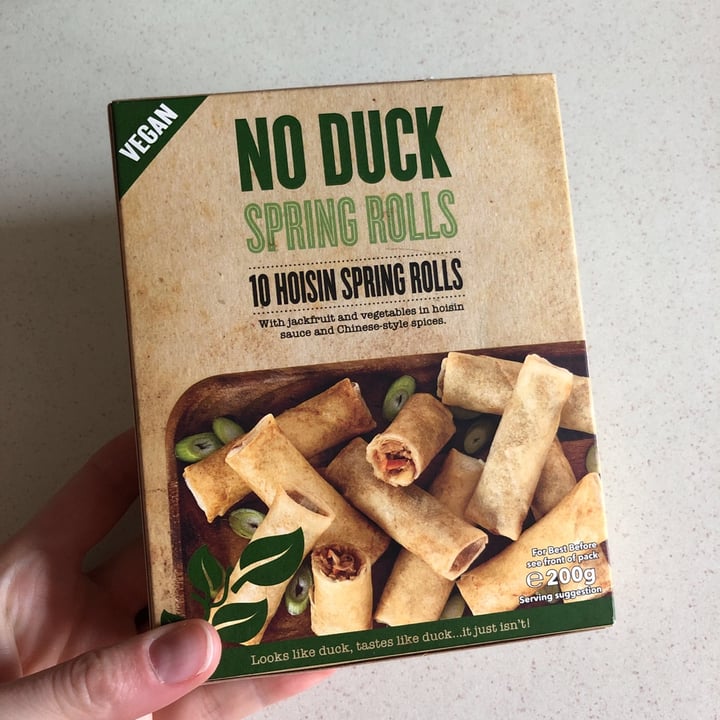 VEGAN
NO DUCK
SPRING ROLLS
10 HOISIN SPRING ROLLS
With jackfruit and vegetables in hoisin
sauce and Chinese-style spices.
For Best Before
see front of pack
℮200g
Serving suggestion
Looks like duck, tastes like duck...it just isn't!